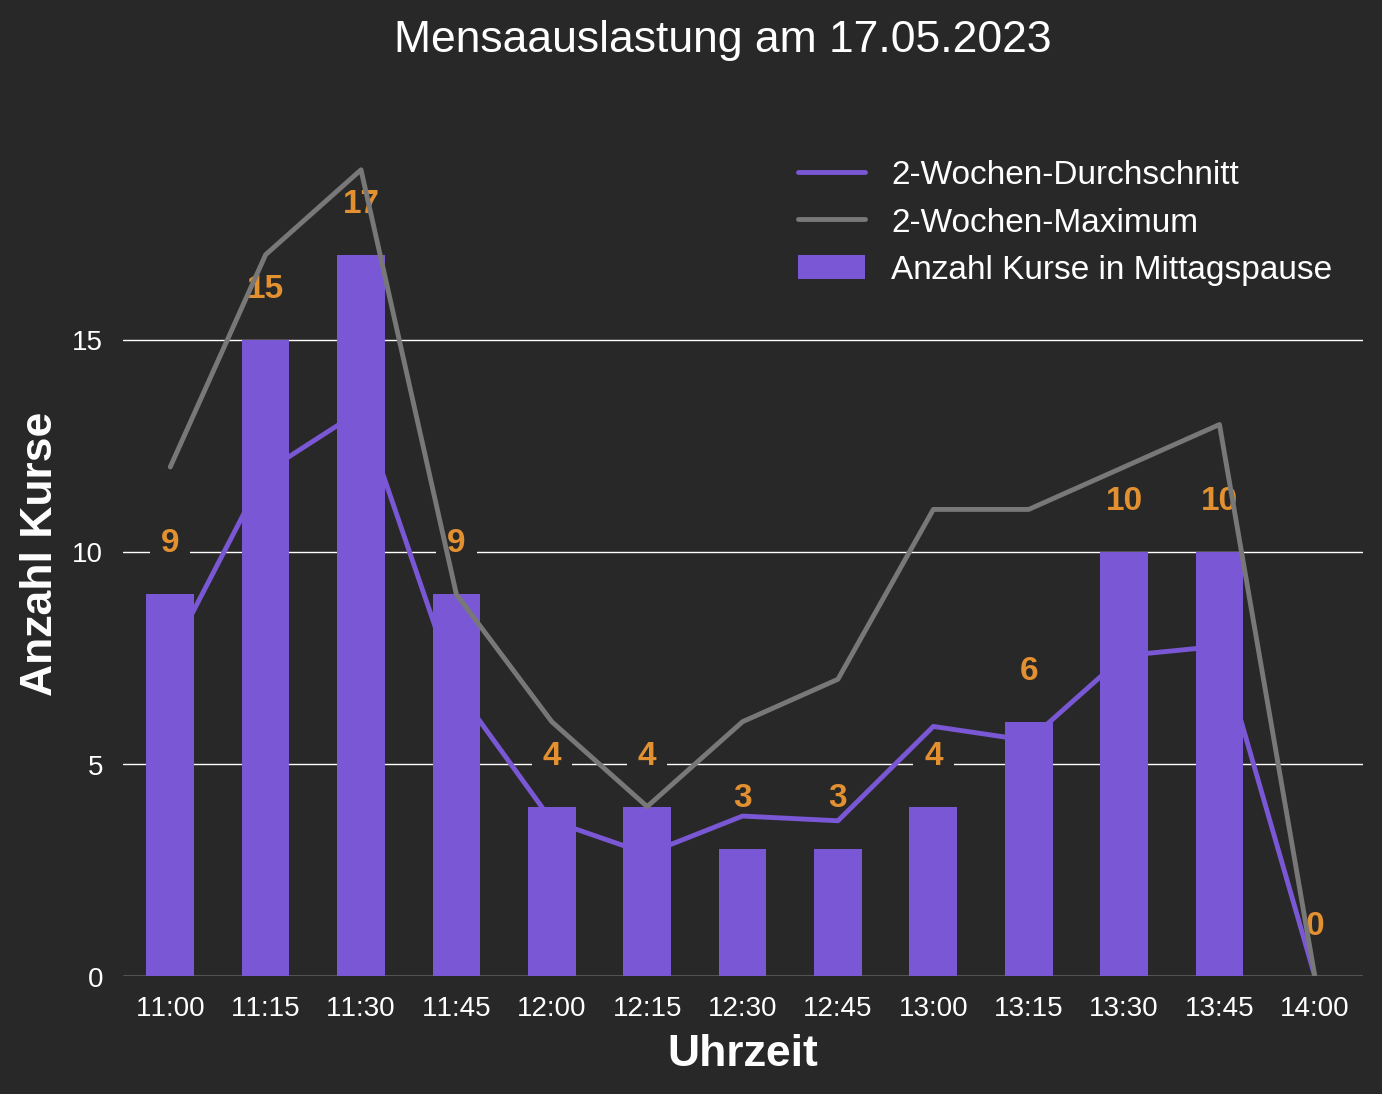 Mensaauslastung am 17.05.2023
2-Wochen-Durchschnitt
2-Wochen-Maximum
Anzahl Kurse in Mittagspause
Anzahl Kurse
15
10
5
0
9
15
17
9
4
4
3
3
4
6
10
10
0
11:00 11:15 11:30 11:45 12:00 12:15 12:30 12:45 13:00 13:15 13:30 13:45 14:00
Uhrzeit